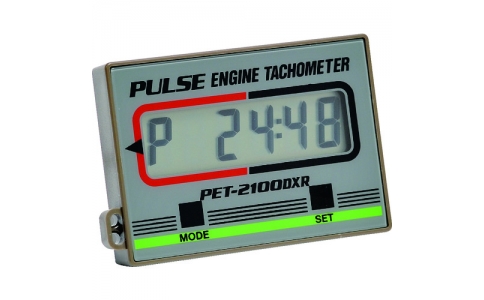 PULSE ENGINE TACHOMETER
P 24:48
PET-2100DXR
MODE SET